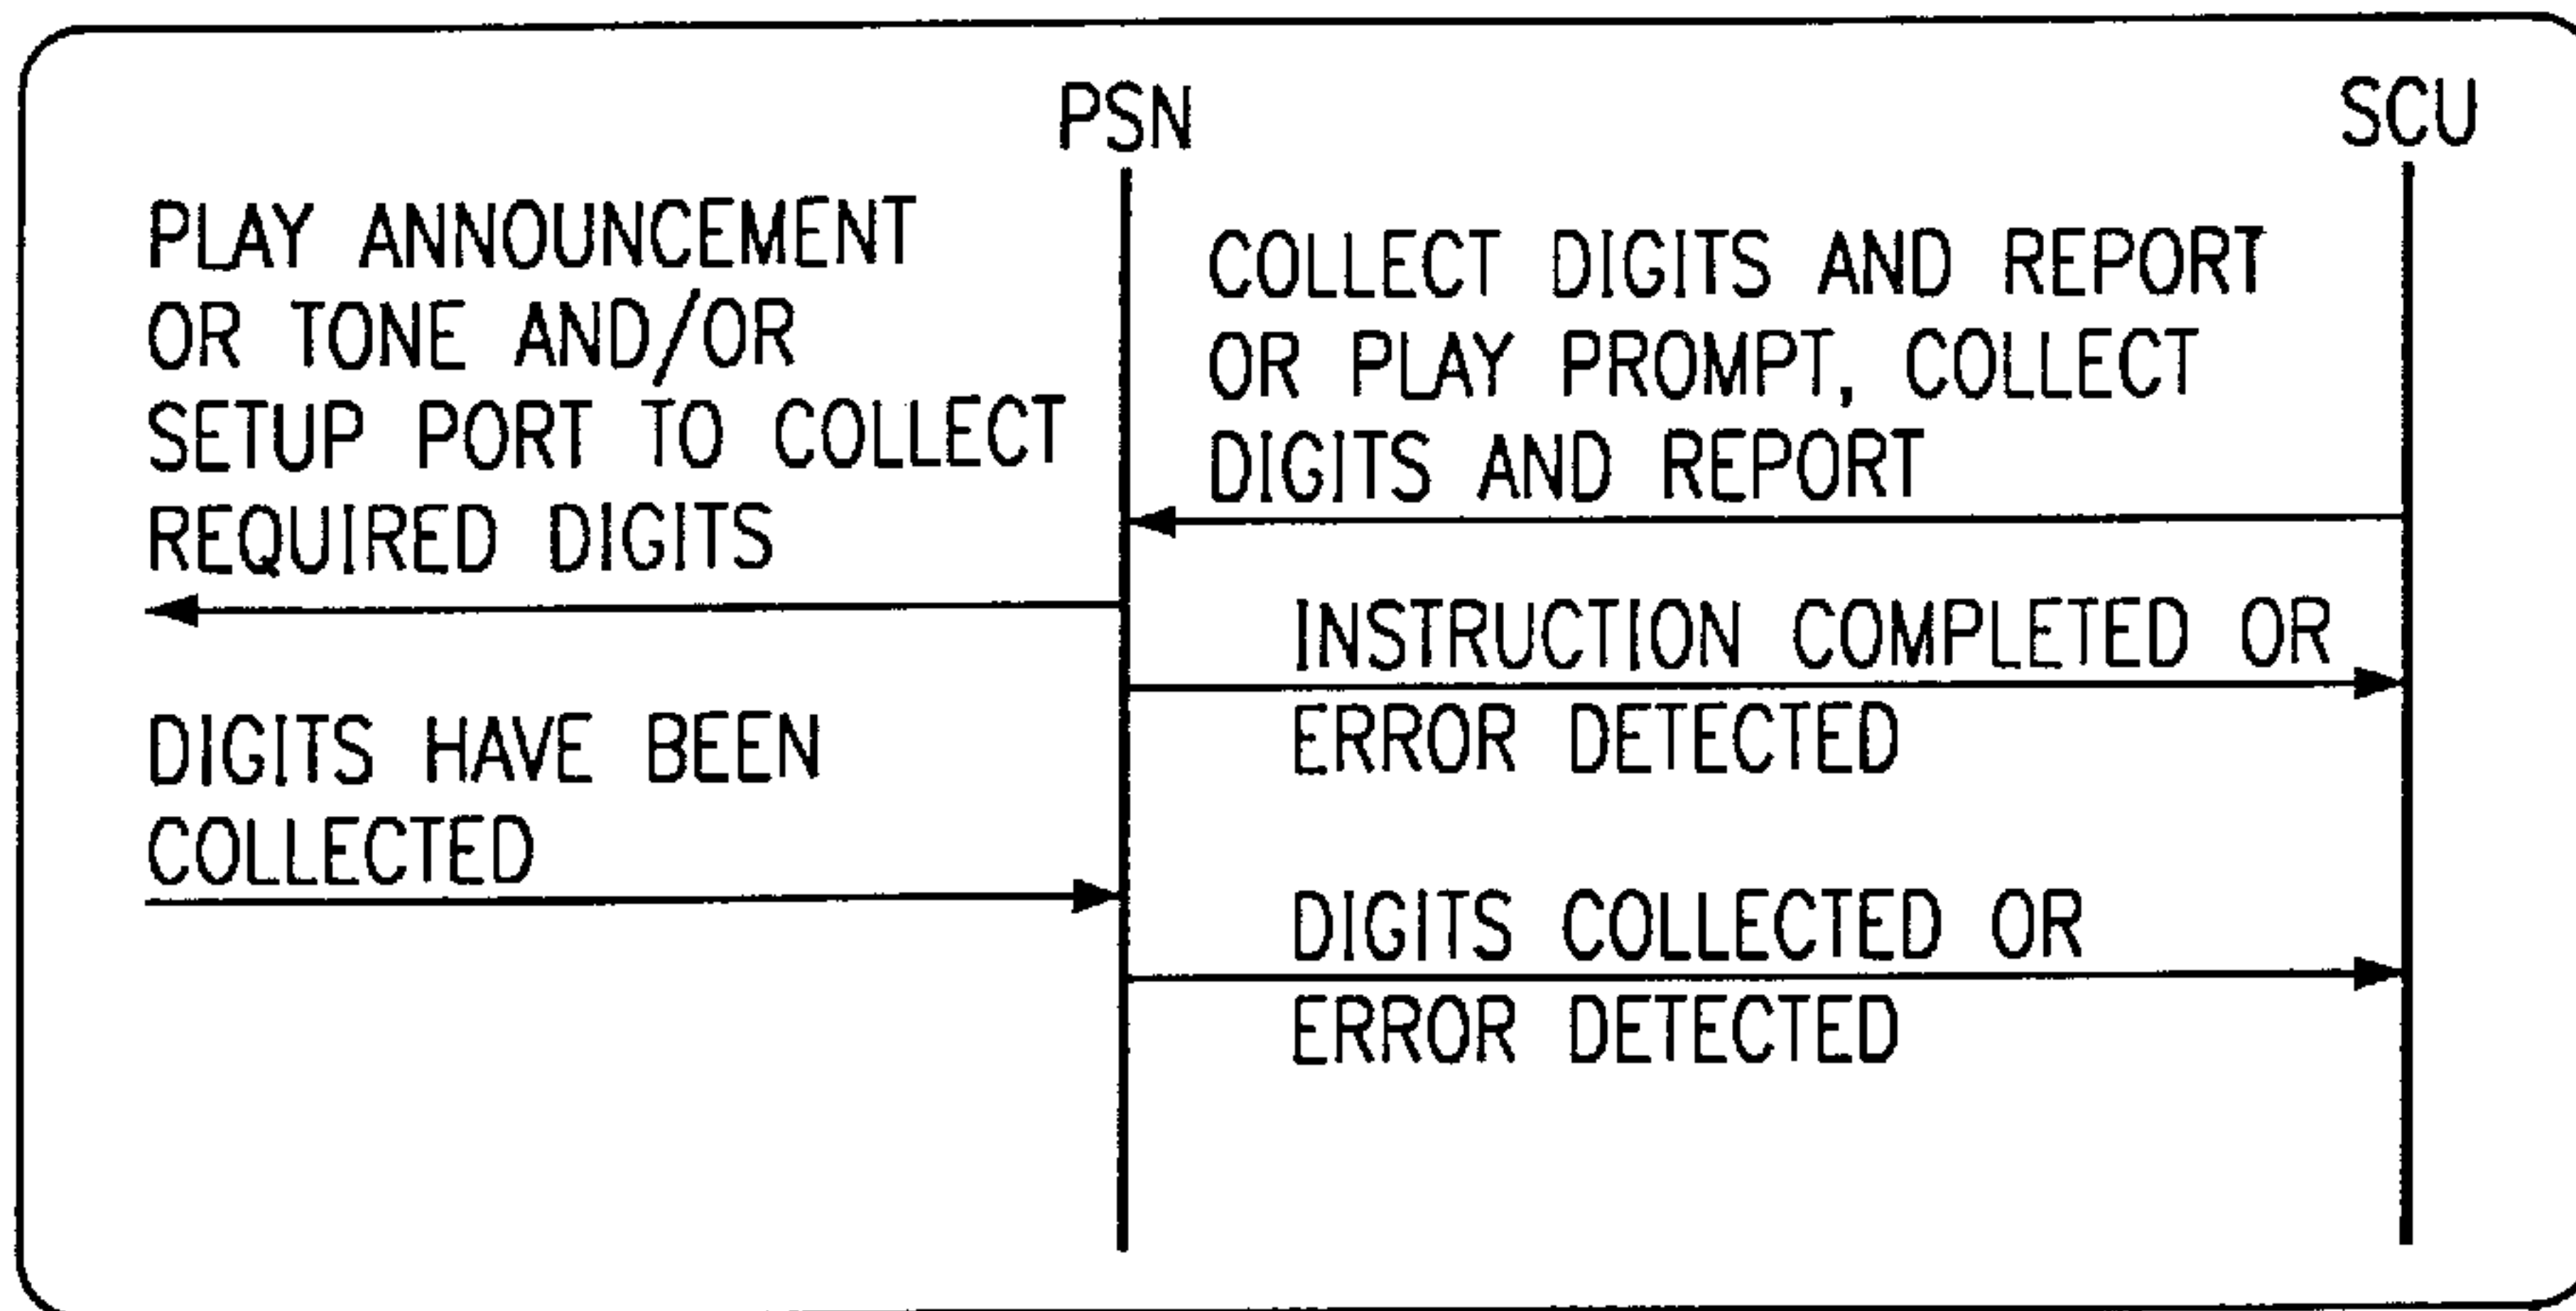 PSN
SCU
PLAY ANNOUNCEMENT
OR TONE AND/OR
SETUP PORT TO COLLECT
REQUIRED DIGITS
COLLECT DIGITS AND REPORT
OR PLAY PROMPT, COLLECT
DIGITS AND REPORT
INSTRUCTION COMPLETED OR
ERROR DETECTED
DIGITS HAVE BEEN
COLLECTED
DIGITS COLLECTED OR
ERROR DETECTED